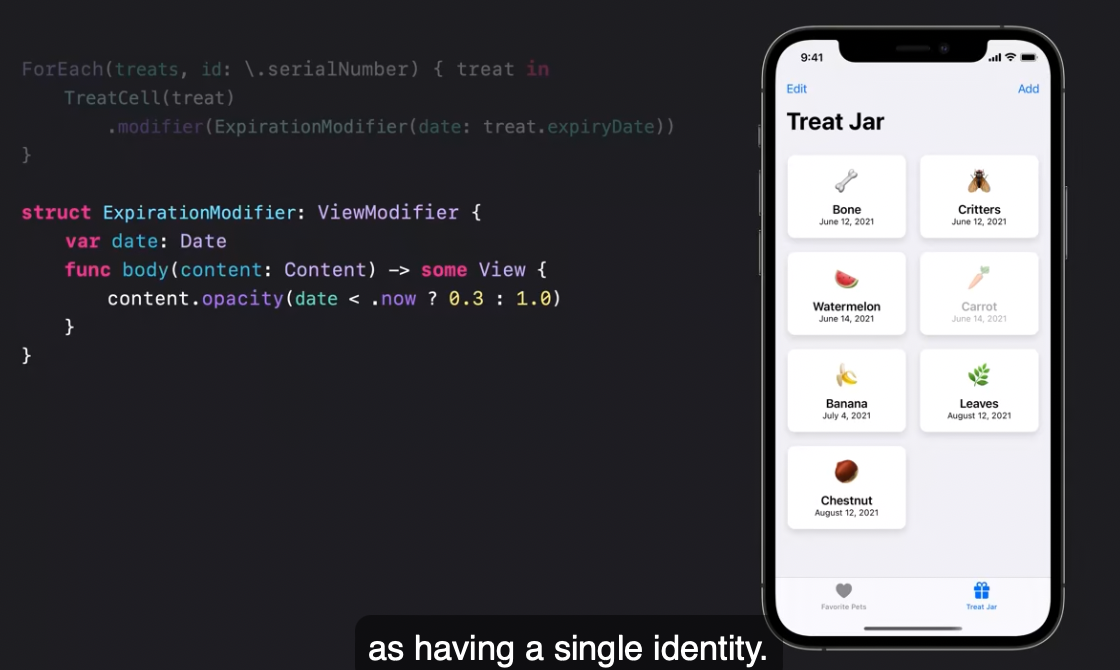 ForEach(treats, id: \.serialNumber) { treat in
    TreatCell(treat)
        .modifier(ExpirationModifier(date: treat.expiryDate))
}
struct ExpirationModifier: ViewModifier {
    var date: Date
    func body(content: Content) -> some View {
        content.opacity(date < .now ? 0.3 : 1.0)
    }
}
9:41
Edit
Add
Treat Jar
Bone
June 12, 2021
Critters
June 12, 2021
Watermelon
June 14, 2021
Carrot
June 14, 2021
Banana
July 4, 2021
Leaves
August 12, 2021
Chestnut
August 12, 2021
Favorite Pets
Treat Jar
as having a single identity.